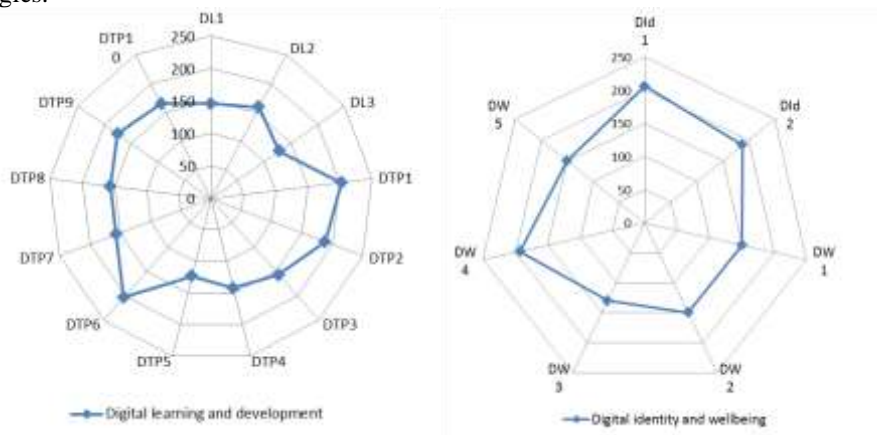 DL1
250
DL2
DTP1
0
200
150
DTP9
DL3
100
50
DTP8
0
DTP1
DTP7
DTP2
DTP6
DTP3
DTP5
DTP4
Digital learning and development
DId
1
250
DW
5
200
DId
2
150
100
50
0
DW
4
DW
1
DW
3
DW
2
Digital identity and wellbeing